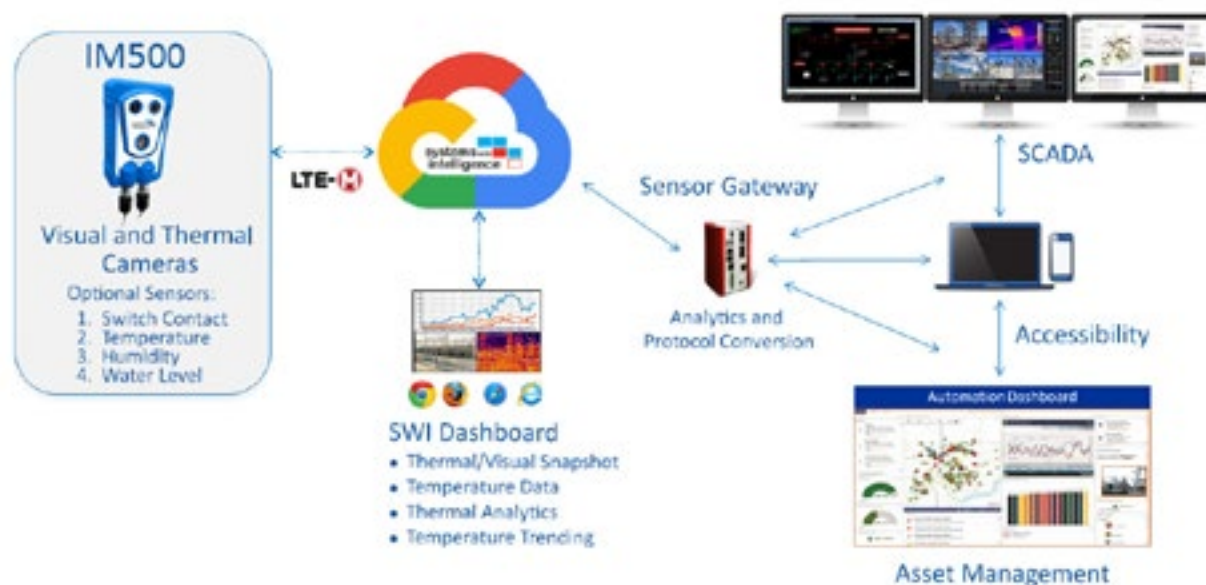 IM500
Visual and Thermal
Cameras
Optional Sensors:
1. Switch Contact
2. Temperature
3. Humidity
4. Water Level
LTE-M
systems with
intelligence
SWI Dashboard
• Thermal/Visual Snapshot
• Temperature Data
• Thermal Analytics
• Temperature Trending
Sensor Gateway
Analytics and
Protocol Conversion
SCADA
Accessibility
Automation Dashboard
Asset Management